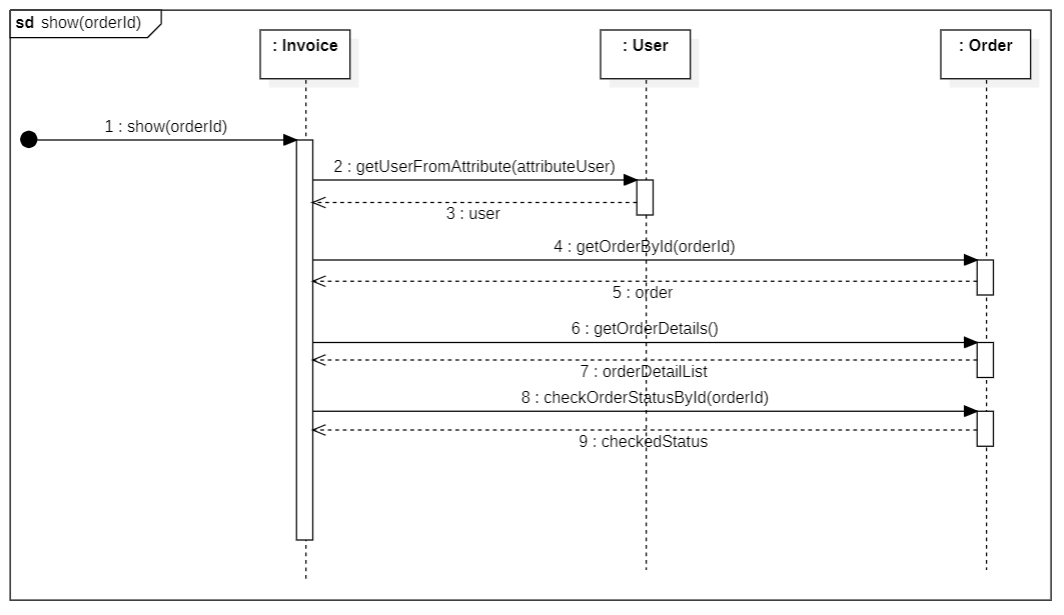 sd show(orderId)
: Invoice
: User
: Order
1 : show(orderId)
2 : getUserFromAttribute(attributeUser)
3 : user
4 : getOrderById(orderId)
5 : order
6 : getOrderDetails()
7 : orderDetailList
8 : checkOrderStatusById(orderId)
9 : checkedStatus